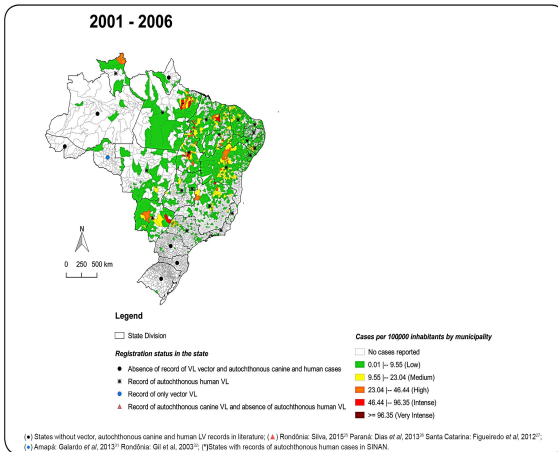 2001 - 2006
N
0 250 500 km
Legend
State Division
Registration status in the state
Absence of record of VL vector and autochthonous canine and human cases
Record of autochthonous human VL
Record of only vector VL
Record of autochthonous canine VL and absence of autochthonous human VL
Cases per 100000 inhabitants by municipality
No cases reported
0.01 |-- 9.55 (Low)
9.55 |-- 23.04 (Medium)
23.04 |-- 46.44 (High)
46.44 |-- 96.35 (Intense)
>= 96.35 (Very Intense)
(●) States without vector, autochthonous canine and human LV records in literature; (▲) Rondônia: Silva, 2015 Paraná: Dias et al, 2013 Santa Catarina: Figueiredo et al, 2012;
(●) Amapá: Galardo et al, 2013 Rondônia: Gil et al, 2003; (*)States with records of autochthonous human cases in SINAN.